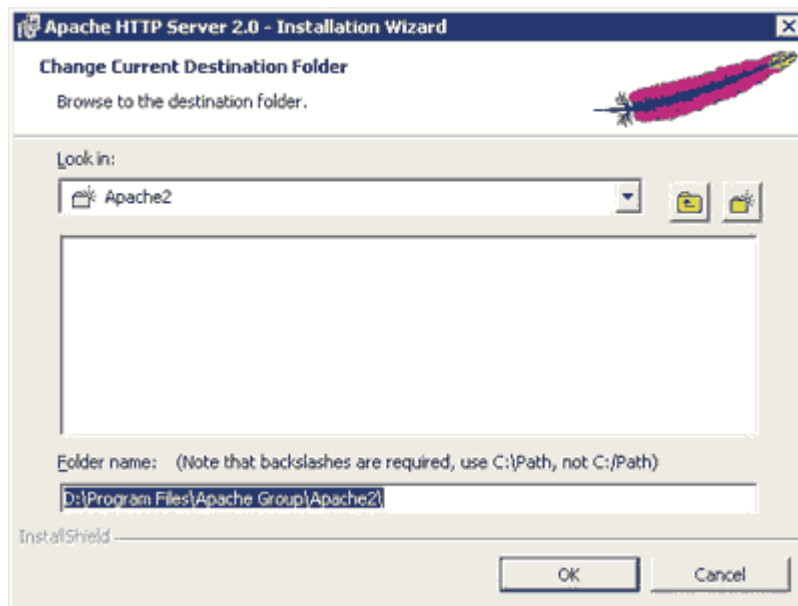 Apache HTTP Server 2.0 - Installation Wizard
Change Current Destination Folder
Browse to the destination folder.
Look in:
Apache2
Folder name: (Note that backslashes are required, use C:\Path, not C:/Path)
D:\Program Files\Apache Group\Apache2\
InstallShield
OK Cancel